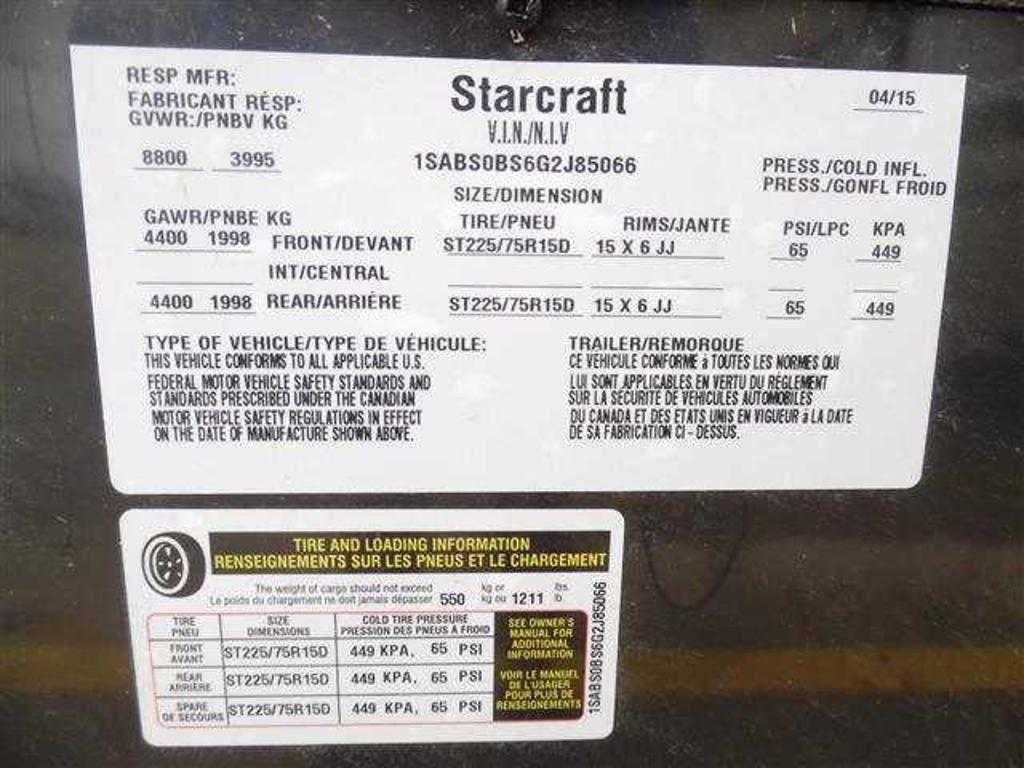 RESP MFR:
FABRICANT RÉSP:
GVWR:/PNBV KG
Starcraft
04/15
V.I.N./N.I.V
8800 3995
1SABS0BS6G2J85066
PRESS./COLD INFL.
PRESS./GONFL FROID
SIZE/DIMENSION
GAWR/PNBE KG
TIRE/PNEU RIMS/JANTE PSI/LPC KPA
4400 1998 FRONT/DEVANT ST225/75R15D 15 X 6 JJ 65 449
INT/CENTRAL
4400 1998 REAR/ARRIÈRE ST225/75R15D 15 X 6 JJ 65 449
TYPE OF VEHICLE/TYPE DE VÉHICULE: TRAILER/REMORQUE
THIS VEHICLE CONFORMS TO ALL APPLICABLE U.S.
FEDERAL MOTOR VEHICLE SAFETY STANDARDS AND
STANDARDS PRESCRIBED UNDER THE CANADIAN
MOTOR VEHICLE SAFETY REGULATIONS IN EFFECT
ON THE DATE OF MANUFACTURE SHOWN ABOVE.
CE VEHICULE CONFORME à TOUTES LES NORMES QUI
LUI SONT APPLICABLES EN VERTU DU RÈGLEMENT
SUR LA SÉCURITÉ DE VÉHICULES AUTOMOBILES
DU CANADA ET DES ETATS UNIS EN VIGUEUR à LA DATE
DE SA FABRICATION CI-DESSUS.
TIRE AND LOADING INFORMATION
RENSEIGNEMENTS SUR LES PNEUS ET LE CHARGEMENT
The weight of cargo should not exceed kg or lbs.
Le poids du chargement ne doit jamais dépasser 550 kg ou 1211 lb.
TIRE SIZE COLD TIRE PRESSURE
PNEU DIMENSIONS PRESSION DES PNEUS À FROID
FRONT
AVANT ST225/75R15D 449 KPA, 65 PSI
REAR
ARRIÈRE ST225/75R15D 449 KPA, 65 PSI
SPARE
DE SECOURS ST225/75R15D 449 KPA, 65 PSI
SEE OWNER'S
MANUAL FOR
ADDITIONAL
INFORMATION
VOIR LE MANUEL
DE L'USAGER
POUR PLUS DE
RENSEIGNEMENTS
1SABS0BS6G2J85066